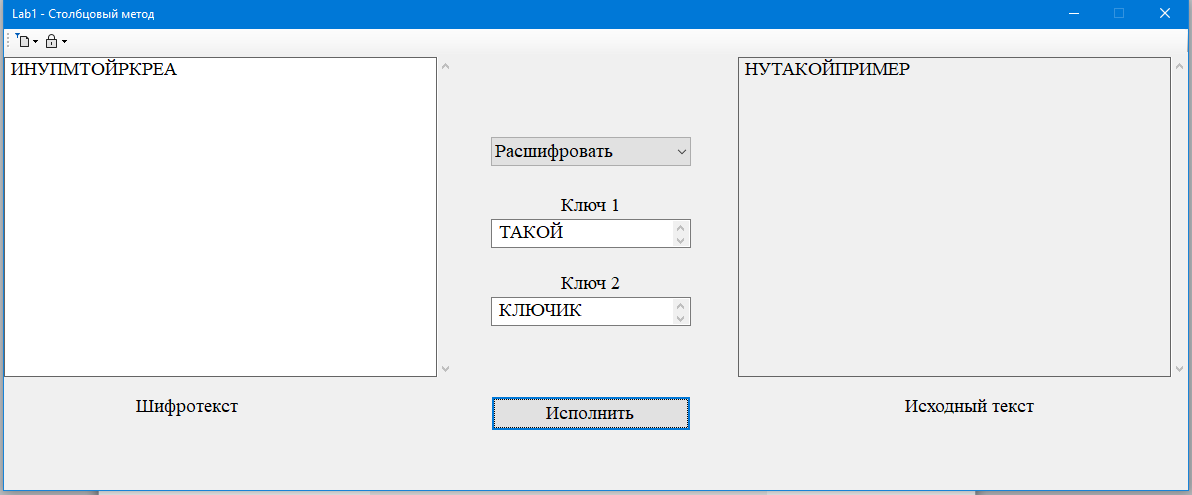 Lab1 - Столбцовый метод
ИНУПМТОЙРКРЕА
НУТАКОЙПРИМЕР
Расшифровать
Ключ 1
ТАКОЙ
Ключ 2
КЛЮЧИК
Шифротекст
Исполнить
Исходный текст